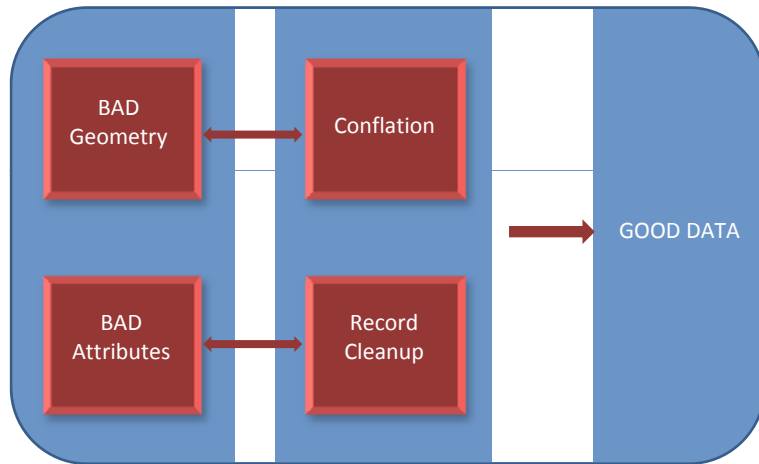 BAD
Geometry
Conflation
GOOD DATA
BAD
Attributes
Record
Cleanup